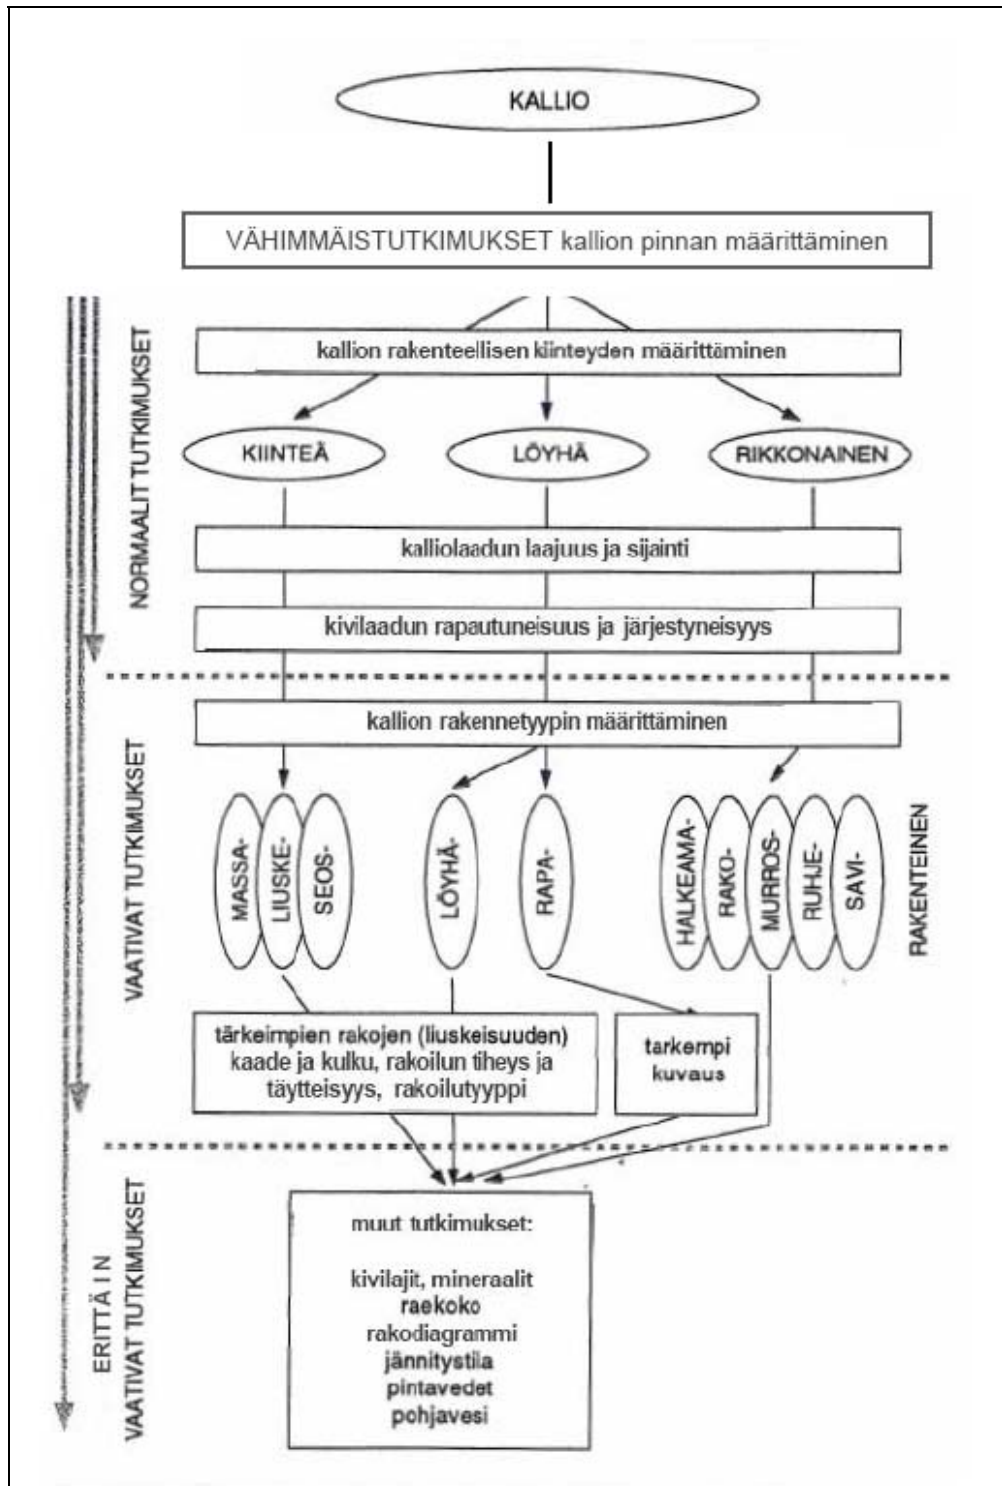 KALLIO
VÄHIMMÄISTUTKIMUKSET kallion pinnan määrittäminen
NORMAALIT TUTKIMUKSET
kallion rakenteellisen kiinteyden määrittäminen
KIINTEÄ
LÖYHÄ
RIKKONAINEN
kalliolaadun laajuus ja sijainti
kivilaadun rapautuneisuus ja järjestyneisyys
VAATIVAT TUTKIMUKSET
kallion rakennetyypin määrittäminen
MASSA-
LIUSKE-
SEOS-
LÖYHÄ-
RAPA-
HALKEAMA-
RAKO-
MURROS-
RUHJE-
SAVI-
RAKENTEINEN
tärkeimpien rakojen (liuskeisuuden)
kaade ja kulku, rakoilun tiheys ja
täytteisyys, rakoilutyyppi
tarkempi
kuvaus
ERITTÄIN
VAATIVAT TUTKIMUKSET
muut tutkimukset:
kivilajit, mineraalit
raekoko
rakodiagrammi
jännitystila
pintavedet
pohjavesi